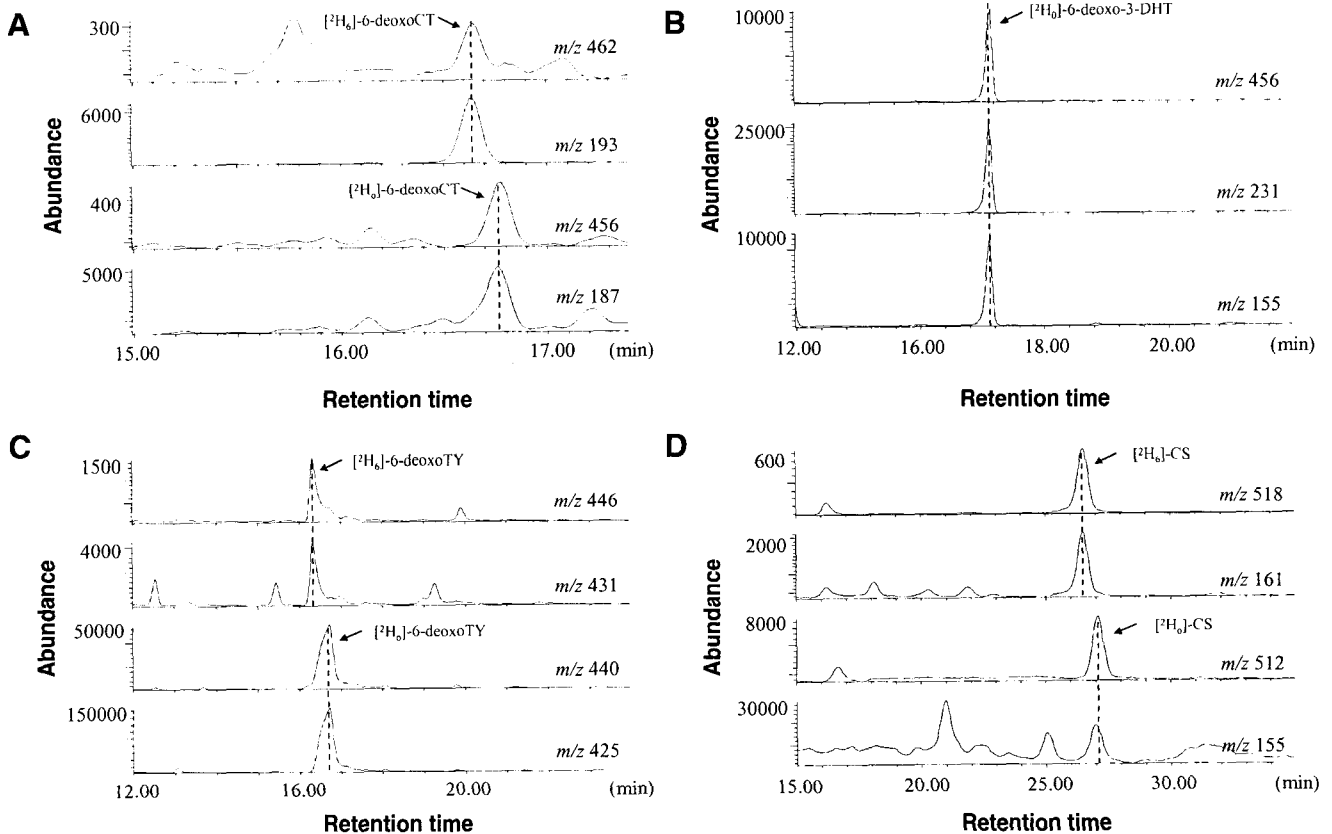 A
[²H₆]-6-deoxoCT
300
m/z 462
6000
m/z 193
[²H₀]-6-deoxoCT
400
m/z 456
5000
m/z 187
15.00 16.00 17.00 (min)
Abundance
Retention time
B
[²H₀]-6-deoxo-3-DHT
10000
m/z 456
25000
m/z 231
10000
m/z 155
12.00 16.00 18.00 20.00 (min)
Abundance
Retention time
C
[²H₆]-6-deoxoTY
1500
m/z 446
4000
m/z 431
[²H₀]-6-deoxoTY
50000
m/z 440
150000
m/z 425
12.00 16.00 20.00 (min)
Abundance
Retention time
D
[²H₆]-CS
600
m/z 518
2000
m/z 161
[²H₀]-CS
8000
m/z 512
30000
m/z 155
15.00 20.00 25.00 30.00 (min)
Abundance
Retention time